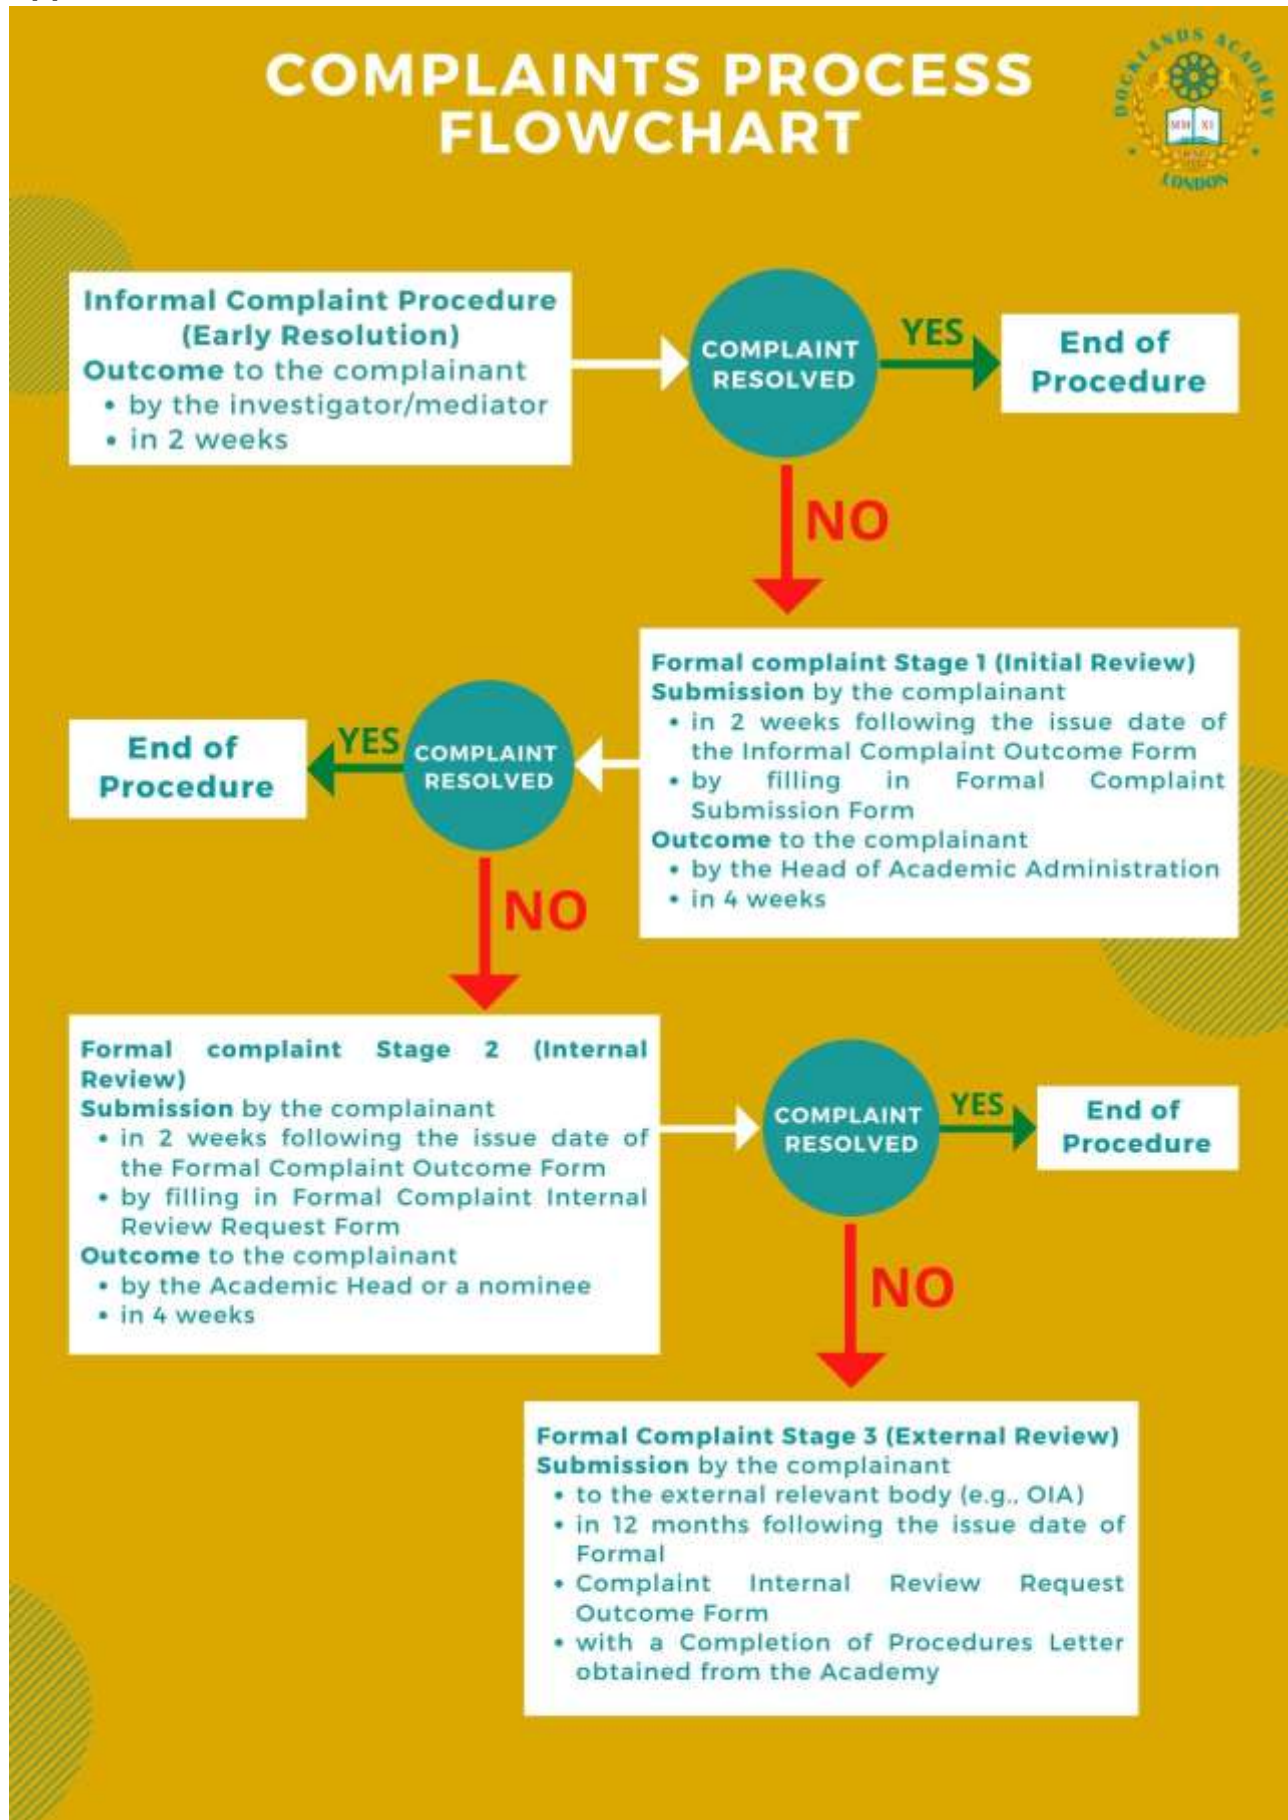 COMPLAINTS PROCESS
FLOWCHART
DOCKLANDS ACADEMY
MM XI
LONDON
Informal Complaint Procedure
(Early Resolution)
Outcome to the complainant
• by the investigator/mediator
• in 2 weeks
COMPLAINT
RESOLVED
YES
End of
Procedure
NO
Formal complaint Stage 1 (Initial Review)
Submission by the complainant
• in 2 weeks following the issue date of
the Informal Complaint Outcome Form
• by filling in Formal Complaint
Submission Form
Outcome to the complainant
• by the Head of Academic Administration
• in 4 weeks
COMPLAINT
RESOLVED
YES
End of
Procedure
NO
Formal complaint Stage 2 (Internal
Review)
Submission by the complainant
• in 2 weeks following the issue date of
the Formal Complaint Outcome Form
• by filling in Formal Complaint Internal
Review Request Form
Outcome to the complainant
• by the Academic Head or a nominee
• in 4 weeks
COMPLAINT
RESOLVED
YES
End of
Procedure
NO
Formal Complaint Stage 3 (External Review)
Submission by the complainant
• to the external relevant body (e.g., OIA)
• in 12 months following the issue date of
Formal
• Complaint Internal Review Request
Outcome Form
• with a Completion of Procedures Letter
obtained from the Academy